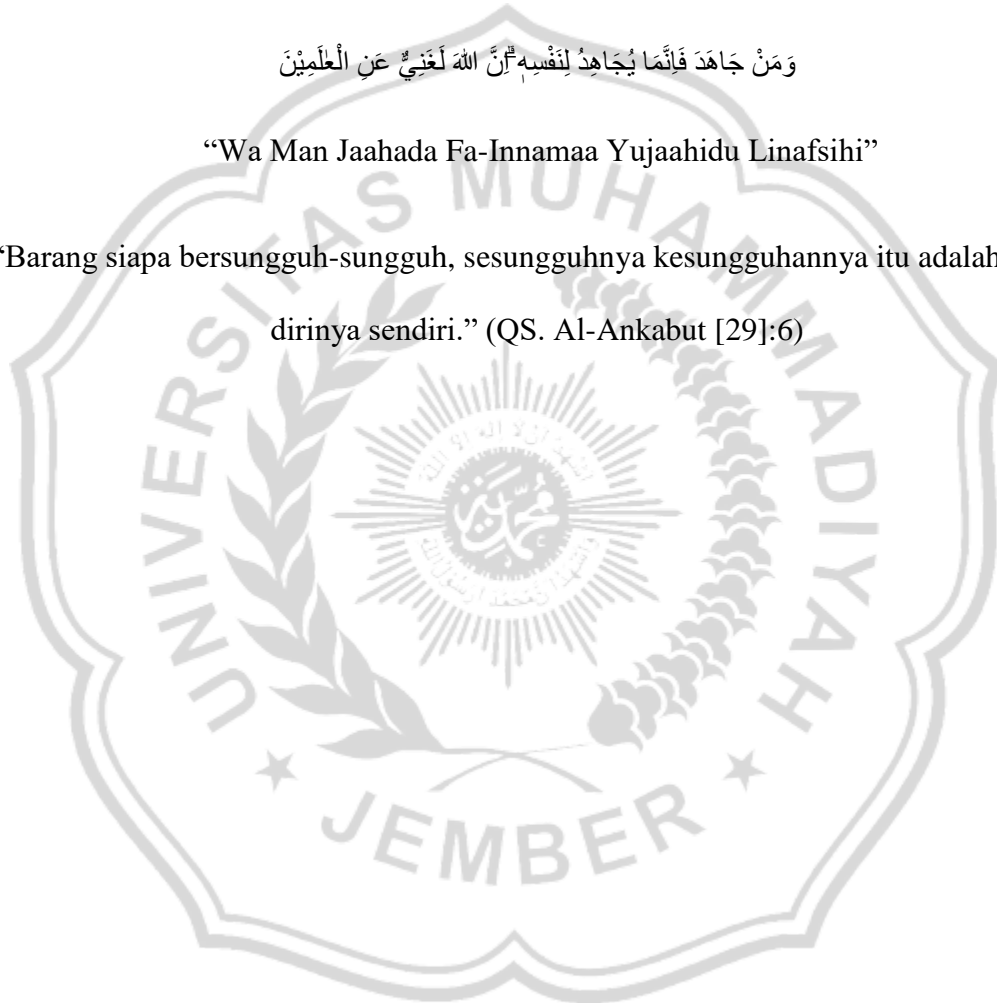 وَمَنْ جَاهَدَ فَاِنَّمَا يُجَاهِدُ لِنَفْسِهٖ ۗاِنَّ اللهَ لَغَنِيٌّ عَنِ الْعٰلَمِيْنَ
“Wa Man Jaahada Fa-Innamaa Yujaahidu Linafsihi”
“Barang siapa bersungguh-sungguh, sesungguhnya kesungguhannya itu adalah
dirinya sendiri.” (QS. Al-Ankabut [29]:6)
UNIVERSITAS MUHAMMADIYAH
JEMBER